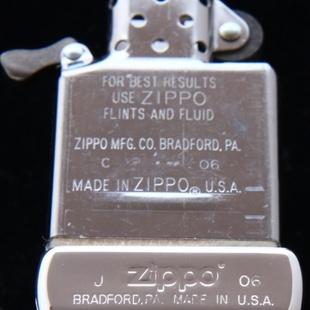 FOR BEST RESULTS
USE ZIPPO
FLINTS AND FLUID
ZIPPO MFG. CO. BRADFORD, PA.
C 06
MADE IN ZIPPO® U.S.A.
J Zippo® 06
BRADFORD, PA. MADE IN U.S.A.